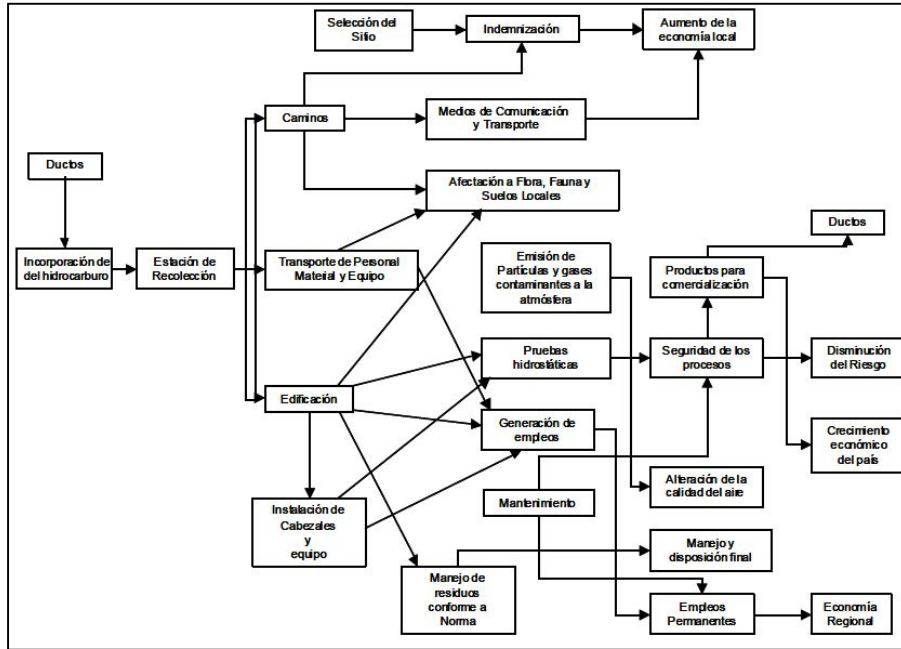 Selección del
Sitio
Indemnización
Aumento de la
economía local
Caminos
Medios de Comunicación
y Transporte
Ductos
Afectación a Flora, Fauna y
Suelos Locales
Ductos
Incorporación de
del hidrocarburo
Estación de
Recolección
Transporte de Personal
Material y Equipo
Emisión de
Partículas y gases
contaminantes a la
atmósfera
Productos para
comercialización
Pruebas
hidrostáticas
Seguridad de los
procesos
Disminución
del Riesgo
Edificación
Generación de
empleos
Crecimiento
económico
del país
Instalación de
Cabezales
y
equipo
Mantenimiento
Alteración de la
calidad del aire
Manejo de
residuos
conforme a
Norma
Manejo y
disposición final
Empleos
Permanentes
Economía
Regional